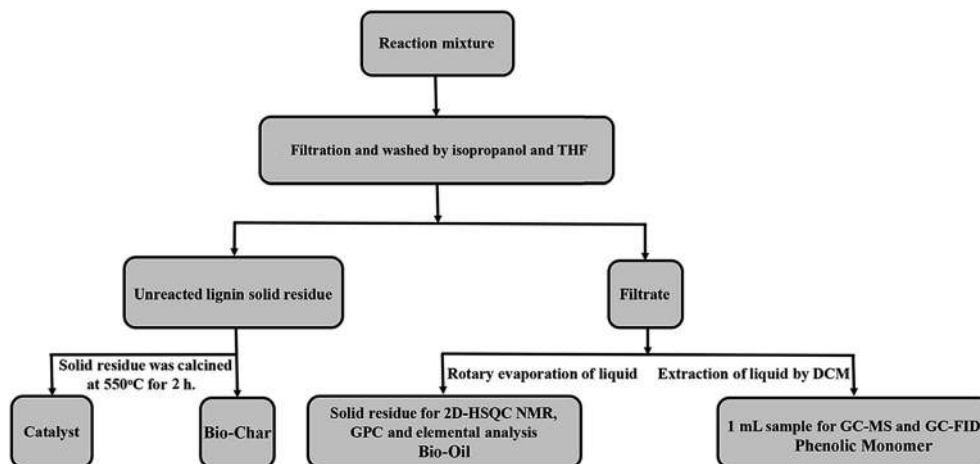 Reaction mixture
Filtration and washed by isopropanol and THF
Unreacted lignin solid residue
Filtrate
Solid residue was calcined
at 550°C for 2 h.
Rotary evaporation of liquid
Extraction of liquid by DCM
Catalyst
Bio-Char
Solid residue for 2D-HSQC NMR,
GPC and elemental analysis
Bio-Oil
1 mL sample for GC-MS and GC-FID
Phenolic Monomer